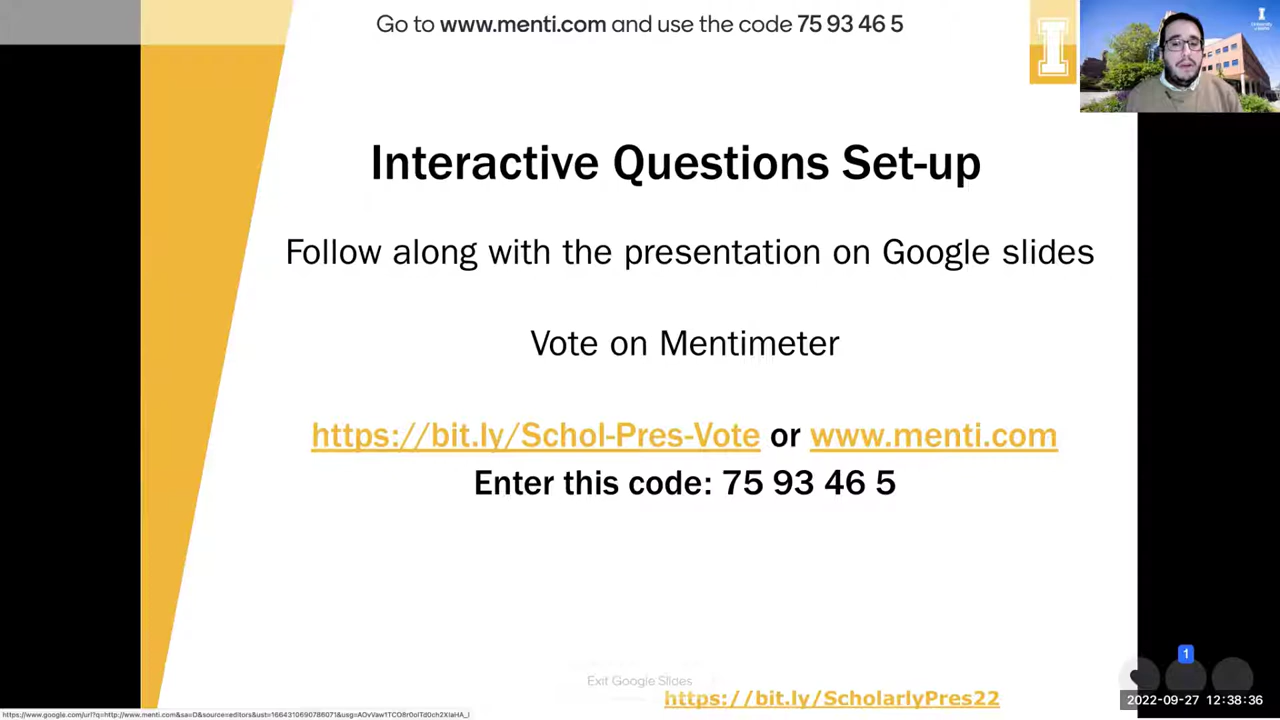 Go to www.menti.com and use the code 75 93 46 5
Interactive Questions Set-up
Follow along with the presentation on Google slides
Vote on Mentimeter
https://bit.ly/Schol-Pres-Vote or www.menti.com
Enter this code: 75 93 46 5
1
Exit Google Slides
https://bit.ly/ScholarlyPres22
2022-09-27 12:38:36